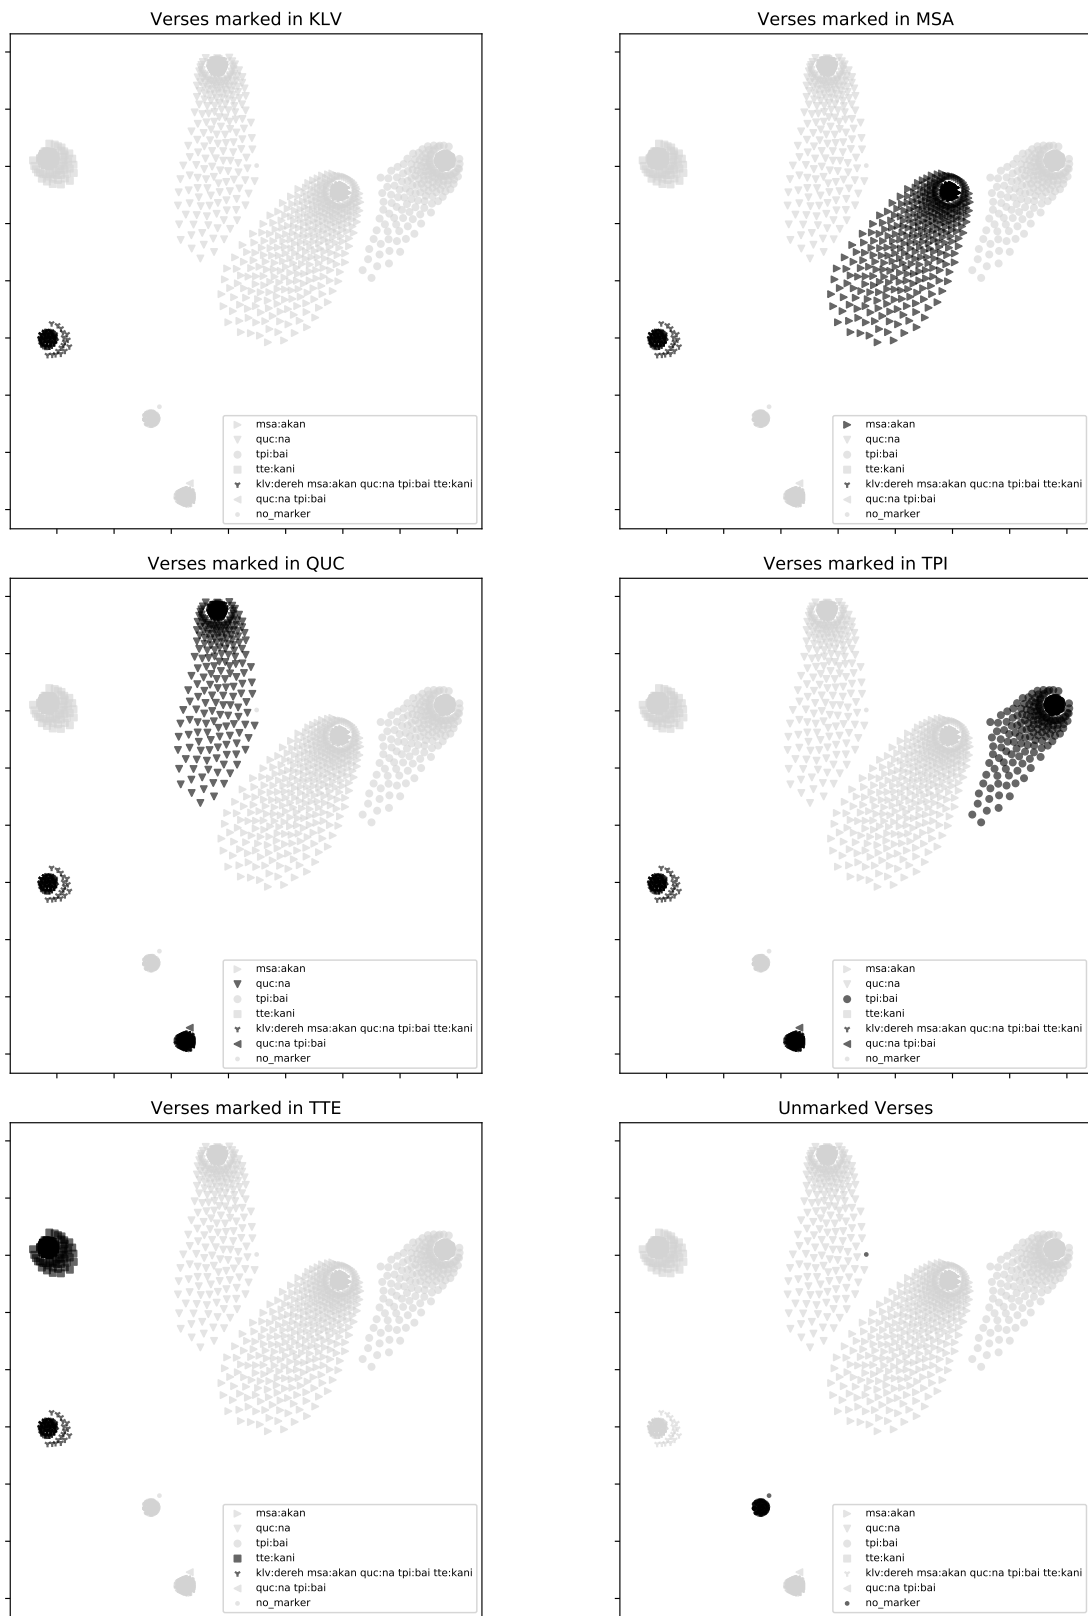 Verses marked in KLV
msa:akan
quc:na
tpi:bai
tte:kani
klv:dereh msa:akan quc:na tpi:bai tte:kani
quc:na tpi:bai
no_marker
Verses marked in MSA
msa:akan
quc:na
tpi:bai
tte:kani
klv:dereh msa:akan quc:na tpi:bai tte:kani
quc:na tpi:bai
no_marker
Verses marked in QUC
msa:akan
quc:na
tpi:bai
tte:kani
klv:dereh msa:akan quc:na tpi:bai tte:kani
quc:na tpi:bai
no_marker
Verses marked in TPI
msa:akan
quc:na
tpi:bai
tte:kani
klv:dereh msa:akan quc:na tpi:bai tte:kani
quc:na tpi:bai
no_marker
Verses marked in TTE
msa:akan
quc:na
tpi:bai
tte:kani
klv:dereh msa:akan quc:na tpi:bai tte:kani
quc:na tpi:bai
no_marker
Unmarked Verses
msa:akan
quc:na
tpi:bai
tte:kani
klv:dereh msa:akan quc:na tpi:bai tte:kani
quc:na tpi:bai
no_marker